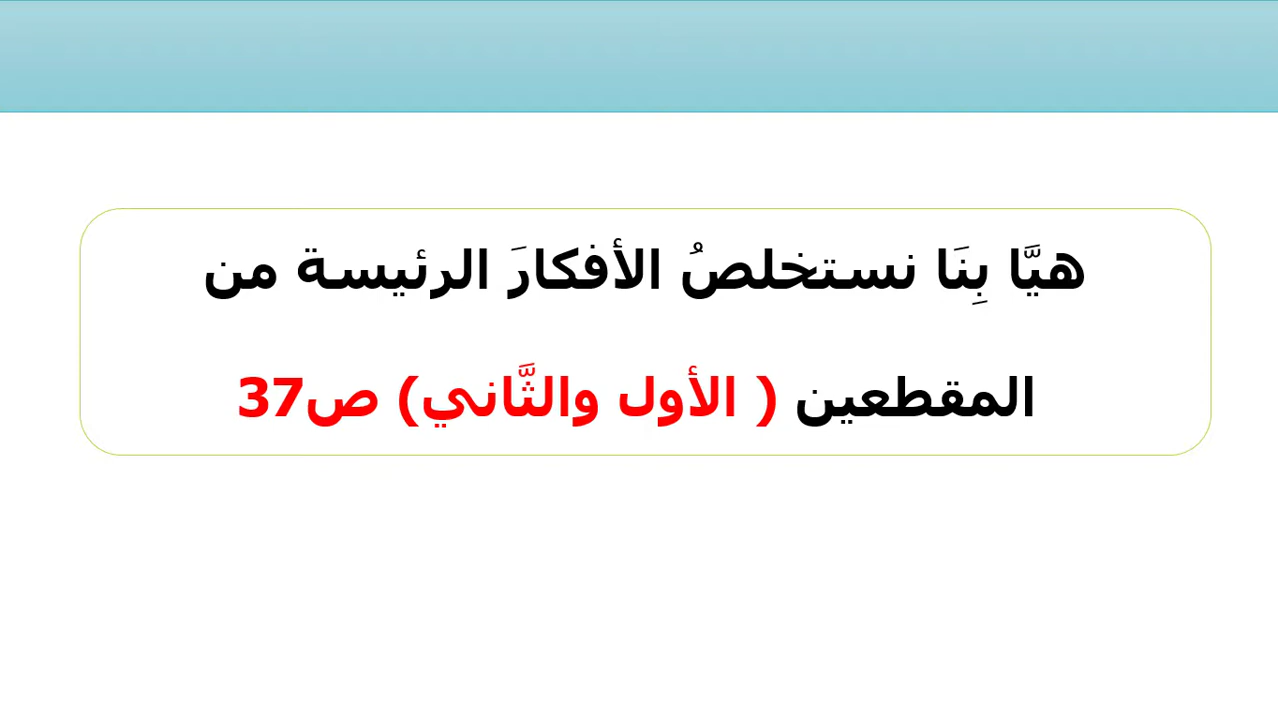 هيَّا بِنَا نستخلصُ الأفكارَ الرئيسة من
المقطعين ( الأول والثَّاني) ص37